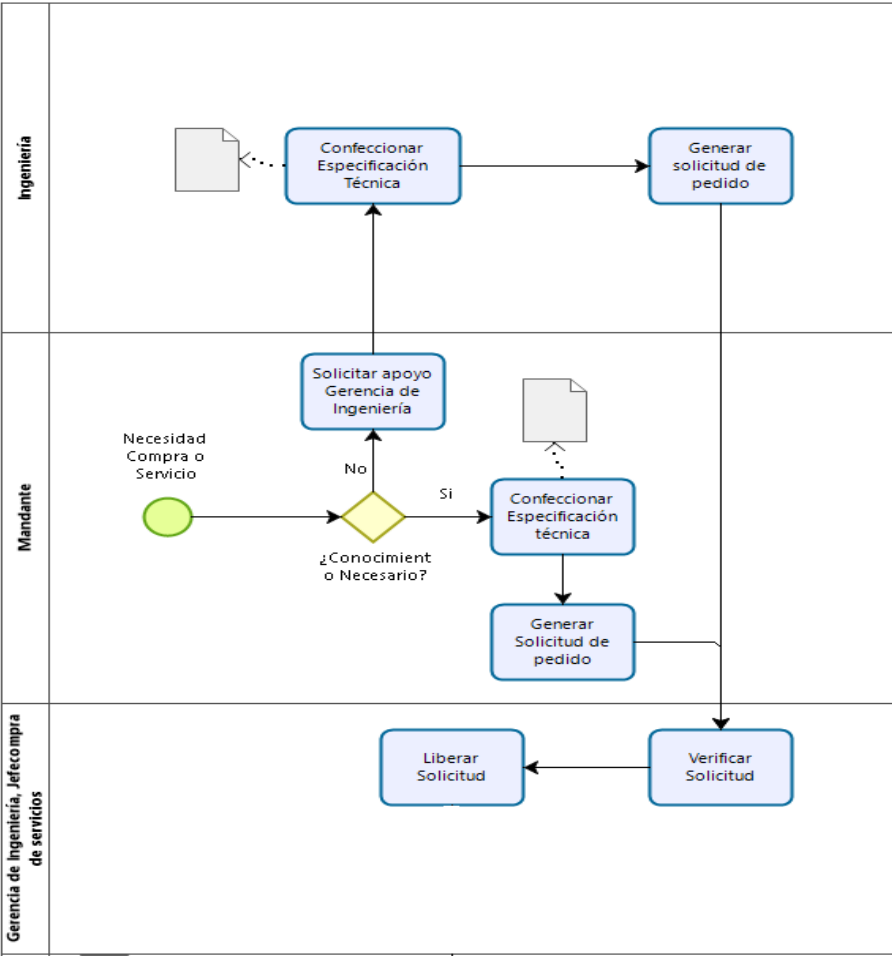 Ingeniería
Confeccionar
Especificación
Técnica
Generar
solicitud de
pedido
Mandante
Solicitar apoyo
Gerencia de
Ingeniería
Necesidad
Compra o
Servicio
No
Si
¿Conocimient
o Necesario?
Confeccionar
Especificación
técnica
Generar
Solicitud de
pedido
Gerencia de Ingeniería, Jefecompra
de servicios
Liberar
Solicitud
Verificar
Solicitud